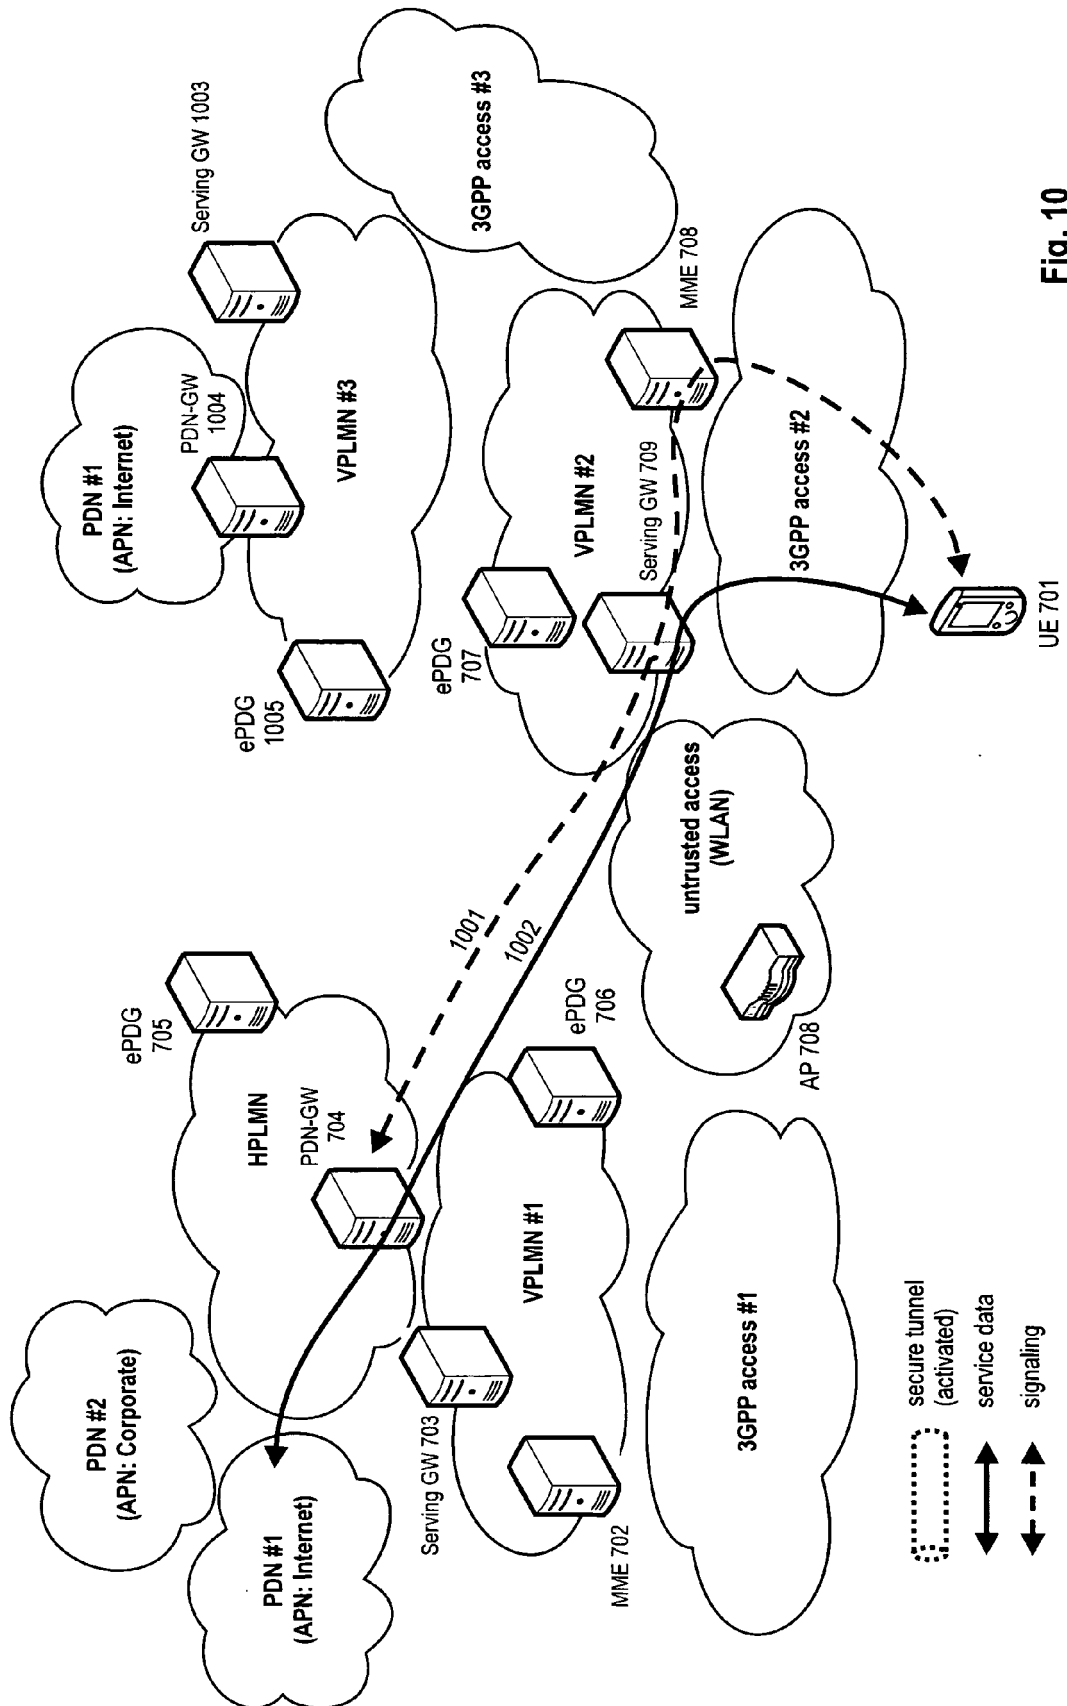 PDN #2
(APN: Corporate)
PDN #1
(APN: Internet)
HPLMN
ePDG
705
PDN-GW
704
Serving GW 703
MME 702
VPLMN #1
ePDG
706
3GPP access #1
1001
1002
PDN #1
(APN: Internet)
PDN-GW
1004
Serving GW 1003
VPLMN #3
ePDG
1005
3GPP access #3
ePDG
707
VPLMN #2
Serving GW 709
MME 708
3GPP access #2
untrusted access
(WLAN)
AP 708
UE 701
secure tunnel
(activated)
service data
signaling
Fig. 10